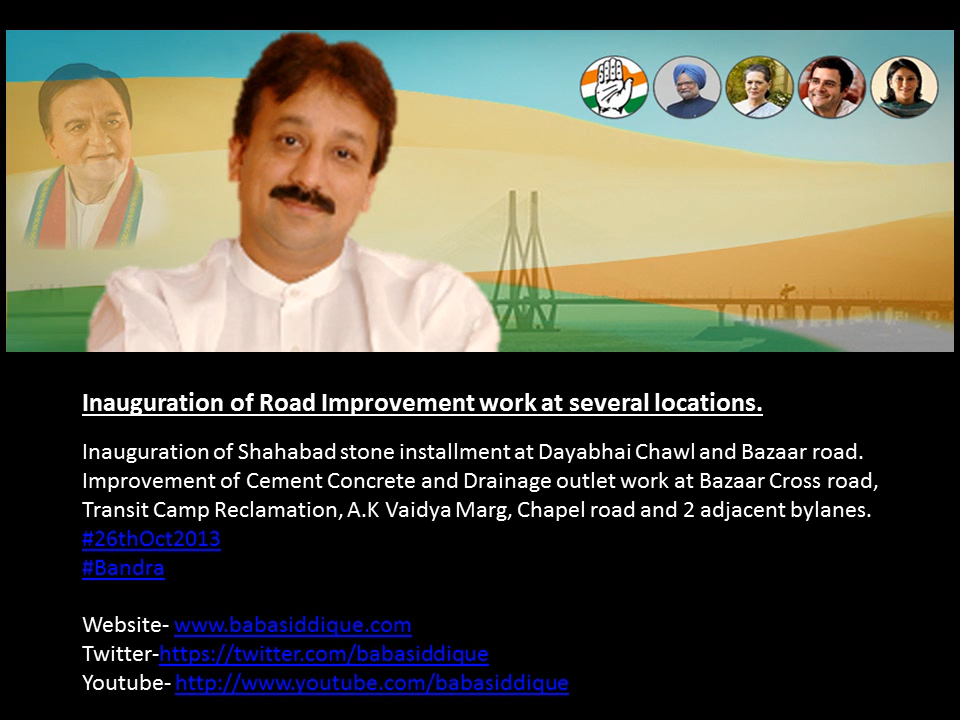 Inauguration of Road Improvement work at several locations.
Inauguration of Shahabad stone installment at Dayabhai Chawl and Bazaar road.
Improvement of Cement Concrete and Drainage outlet work at Bazaar Cross road,
Transit Camp Reclamation, A.K Vaidya Marg, Chapel road and 2 adjacent bylanes.
#26thOct2013
#Bandra
Website- www.babasiddique.com
Twitter-https://twitter.com/babasiddique
Youtube- http://www.youtube.com/babasiddique